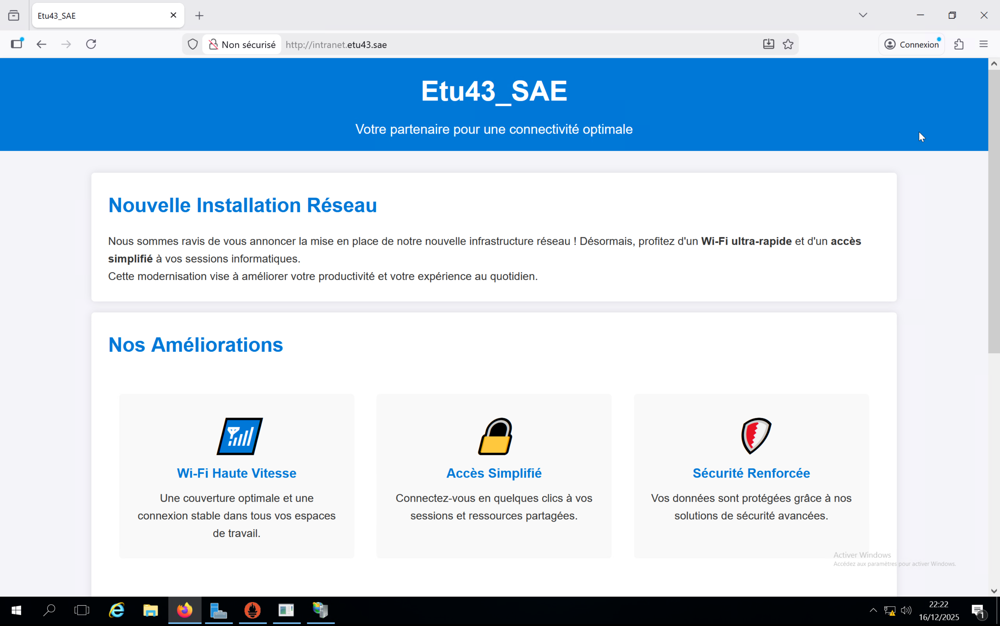 Etu43_SAE
Non sécurisé
http://intranet.etu43.sae
Connexion
Etu43_SAE
Votre partenaire pour une connectivité optimale
Nouvelle Installation Réseau
Nous sommes ravis de vous annoncer la mise en place de notre nouvelle infrastructure réseau ! Désormais, profitez d'un Wi-Fi ultra-rapide et d'un accès
simplifié à vos sessions informatiques.
Cette modernisation vise à améliorer votre productivité et votre expérience au quotidien.
Nos Améliorations
Wi-Fi Haute Vitesse
Une couverture optimale et une
connexion stable dans tous vos espaces
de travail.
Accès Simplifié
Connectez-vous en quelques clics à vos
sessions et ressources partagées.
Sécurité Renforcée
Vos données sont protégées grâce à nos
solutions de sécurité avancées.
Activer Windows
Accédez aux paramètres pour activer Windows.
22:22
16/12/2025
1